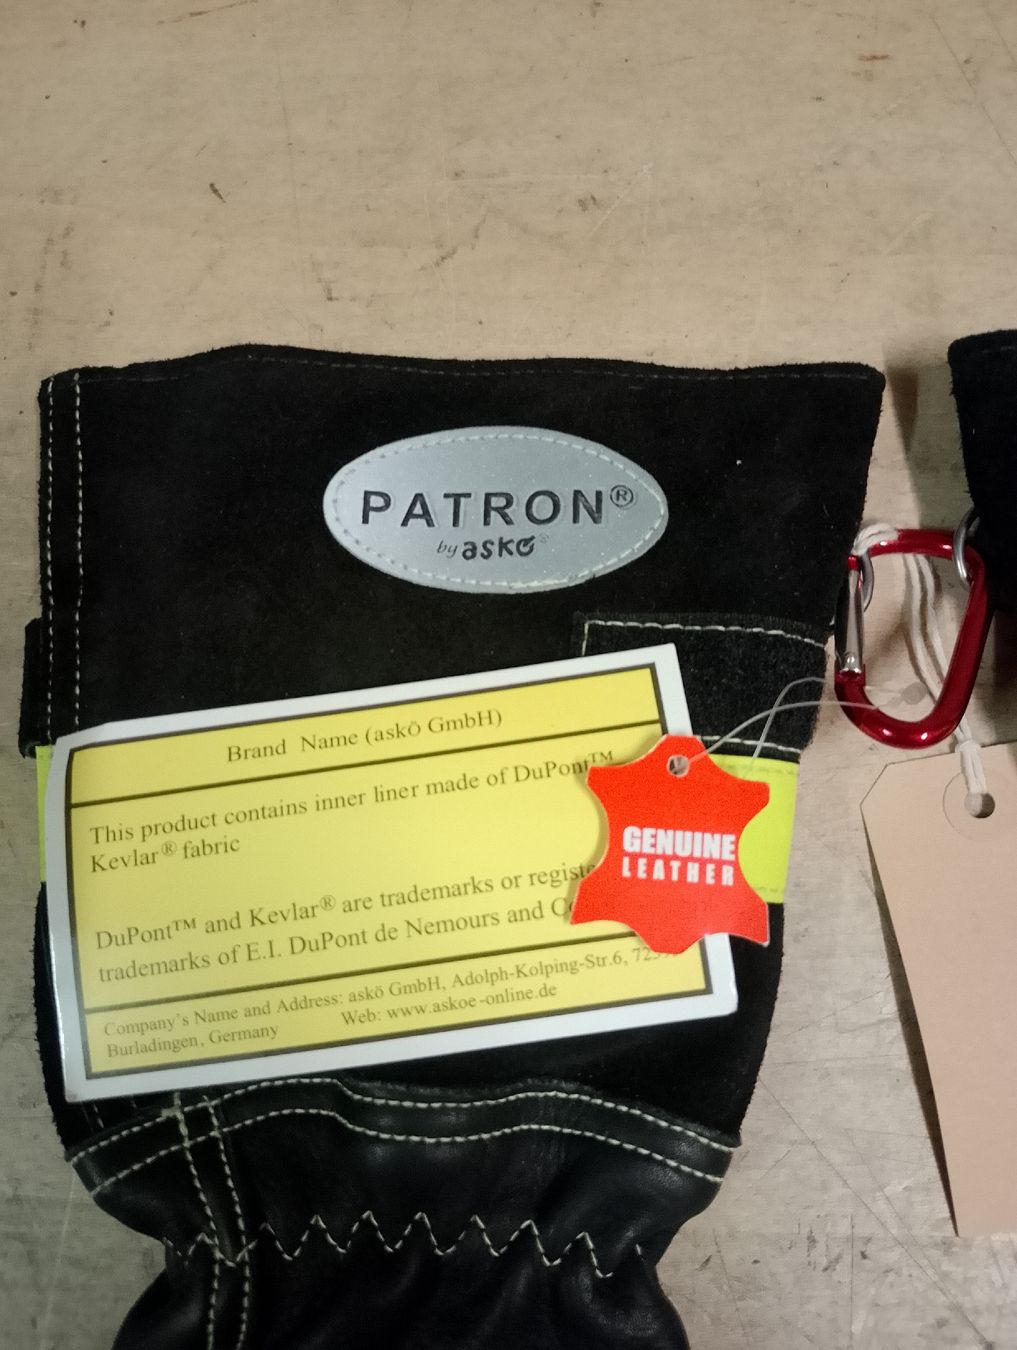 PATRON®
by askö®
Brand Name (askö GmbH)
This product contains inner liner made of DuPont™
Kevlar® fabric
DuPont™ and Kevlar® are trademarks or
trademarks of E.I. DuPont de Nemours and
Company's Name and Address: askö GmbH, Adolph-Kolping-Str.6,
Burladingen, Germany Web: www.askoe-online.de
GENUINE
LEATHER